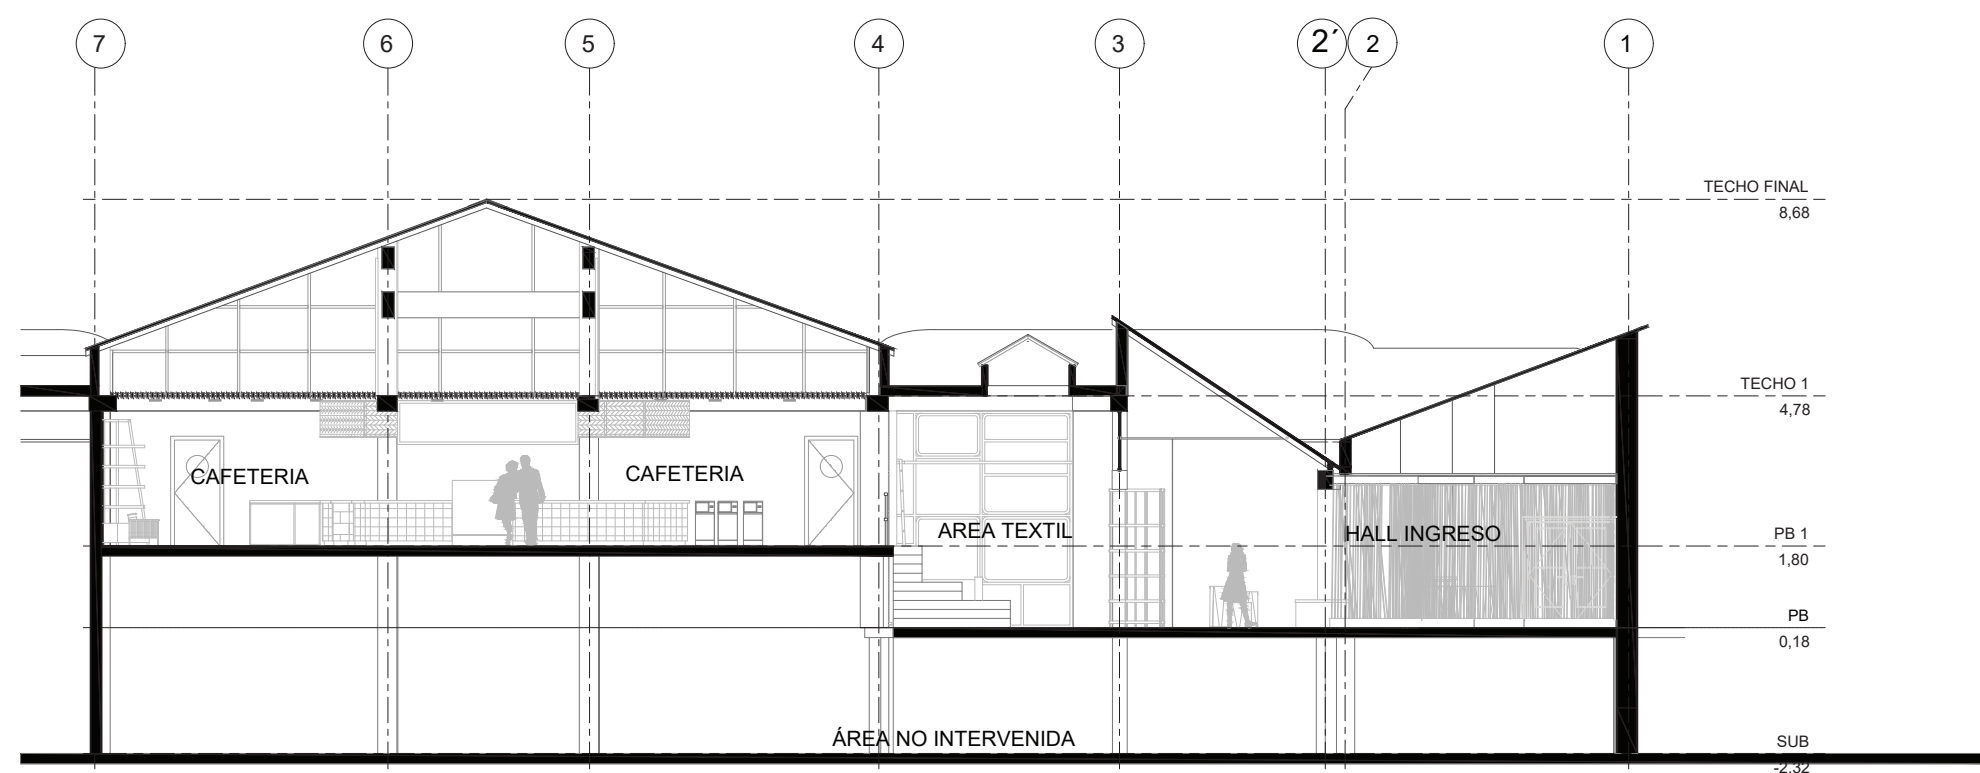 7 6 5 4 3 2´ 2 1
TECHO FINAL
8,68
TECHO 1
4,78
CAFETERIA
CAFETERIA
AREA TEXTIL
HALL INGRESO
PB 1
1,80
PB
0,18
ÁREA NO INTERVENIDA
SUB
-2.32